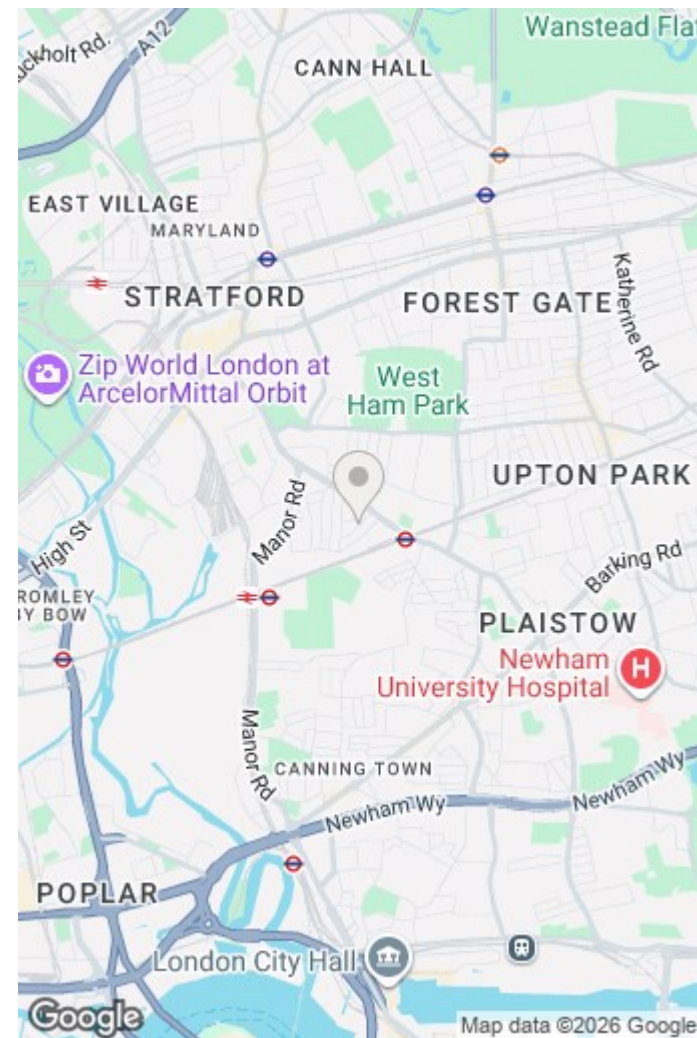 Wanstead Fla
uckholt Rd.
A12
CANN HALL
EAST VILLAGE
MARYLAND
STRATFORD
FOREST GATE
Katherine Rd
Zip World London at
ArcelorMittal Orbit
West
Ham Park
UPTON PARK
Manor Rd
High St
Barking Rd
ROMLEY
BY BOW
PLAISTOW
Newham
University Hospital
H
Manor Rd
CANNING TOWN
Newham Wy
Newham Wy
POPLAR
London City Hall
Google
Map data ©2026 Google